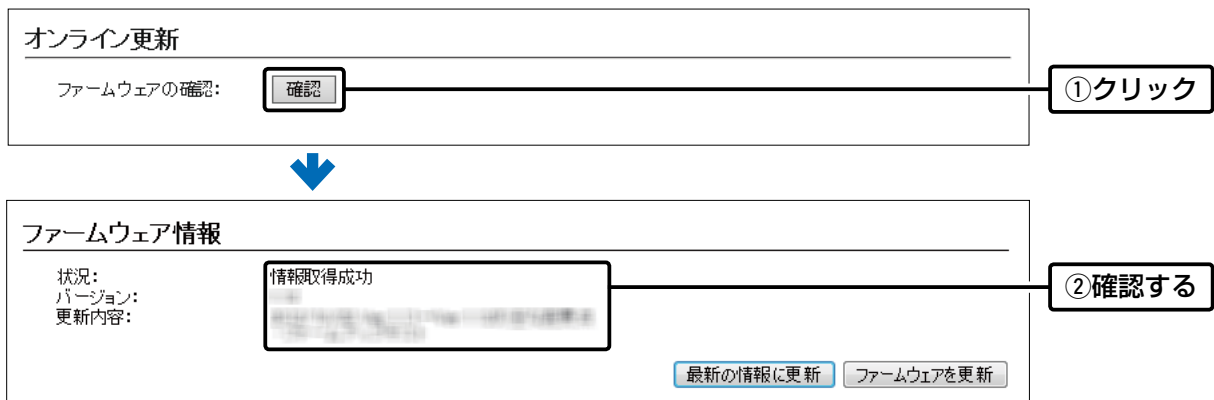 オンライン更新
ファームウェアの確認: 確認
①クリック
ファームウェア情報
状況: 情報取得成功
バージョン:
更新内容:
②確認する
最新の情報に更新 ファームウェアを更新